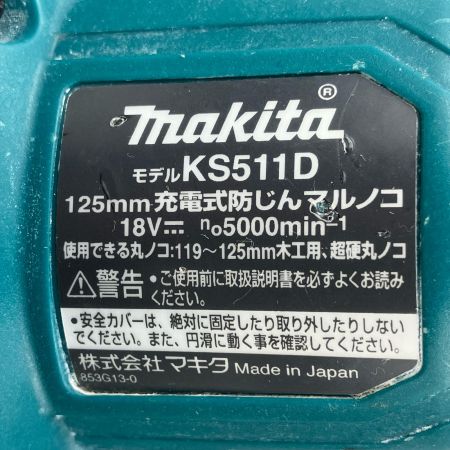 makita®
モデル KS511D
125mm 充電式防じんマルノコ
18V⎓ n₀5000min⁻¹
使用できる丸ノコ:119～125mm木工用、超硬丸ノコ
⚠警告 •ご使用前に取扱説明書を必ずよくお読み
ください。
•安全カバーは、絶対に固定したり取り外したりしない
でください。また、円滑に動く事を確認してください。
株式会社マキタ Made in Japan
853G13-0